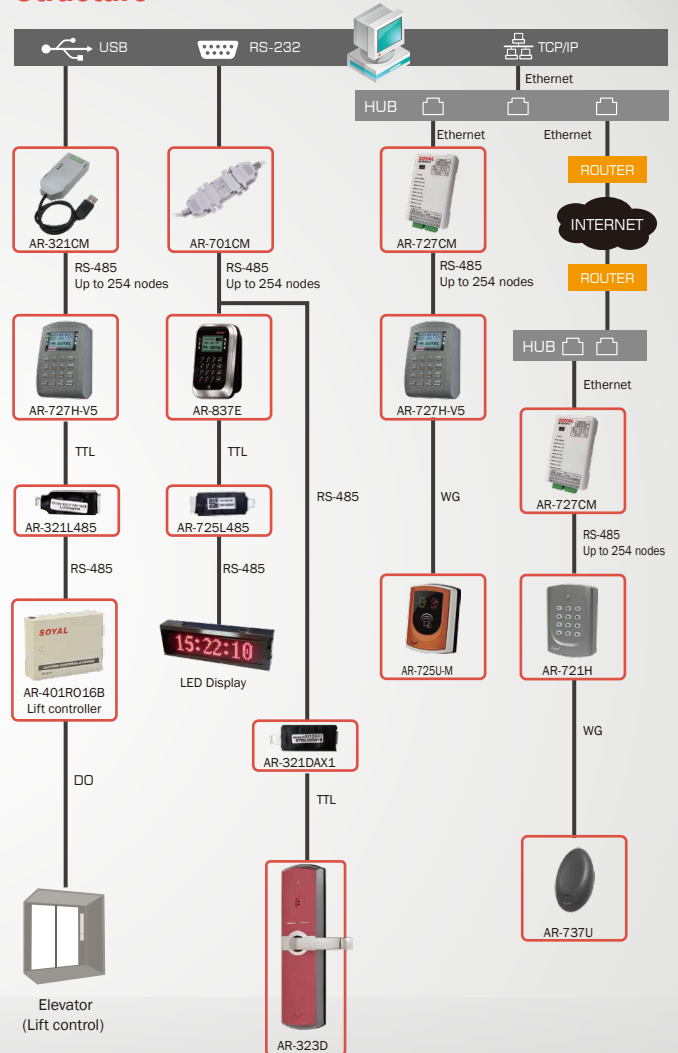 USB
RS-232
TCP/IP
Ethernet
HUB
Ethernet
Ethernet
ROUTER
INTERNET
ROUTER
HUB
Ethernet
AR-321CM
RS-485
Up to 254 nodes
AR-727H-V5
TTL
AR-321L485
RS-485
SOYAL
AR-401RO16B
Lift controller
DO
Elevator
(Lift control)
AR-701CM
RS-485
Up to 254 nodes
AR-837E
TTL
AR-725L485
RS-485
15:22:10
LED Display
RS-485
AR-321DAX1
TTL
AR-323D
SOYAL
AR-727CM
RS-485
Up to 254 nodes
AR-727H-V5
WG
AR-725U-M
SOYAL
AR-727CM
RS-485
Up to 254 nodes
AR-721H
WG
AR-737U